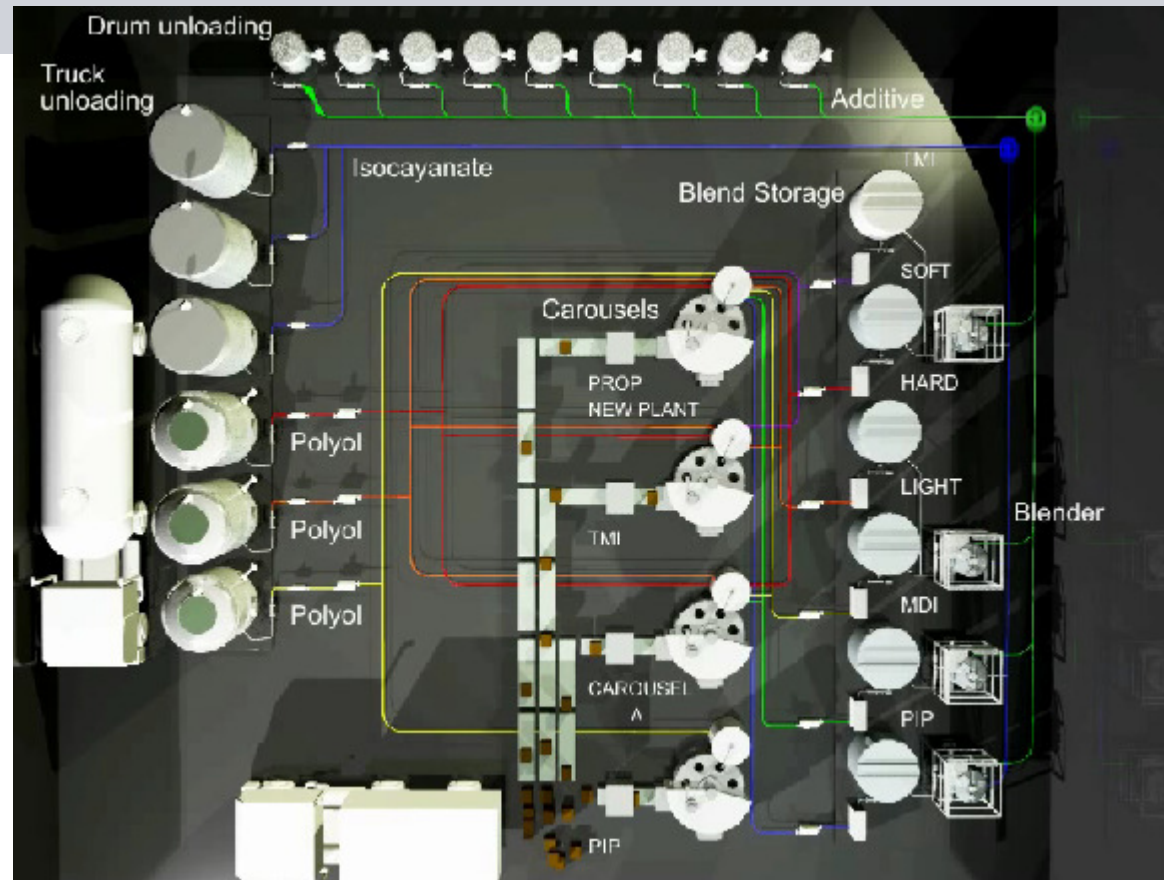 Drum unloading
Truck
unloading
Additive
Isocayanate
TMI
Blend Storage
SOFT
Carousels
PROP
NEW PLANT
HARD
Polyol
LIGHT
Polyol
Blender
TMI
MDI
Polyol
CAROUSEL
A
PIP
PIP